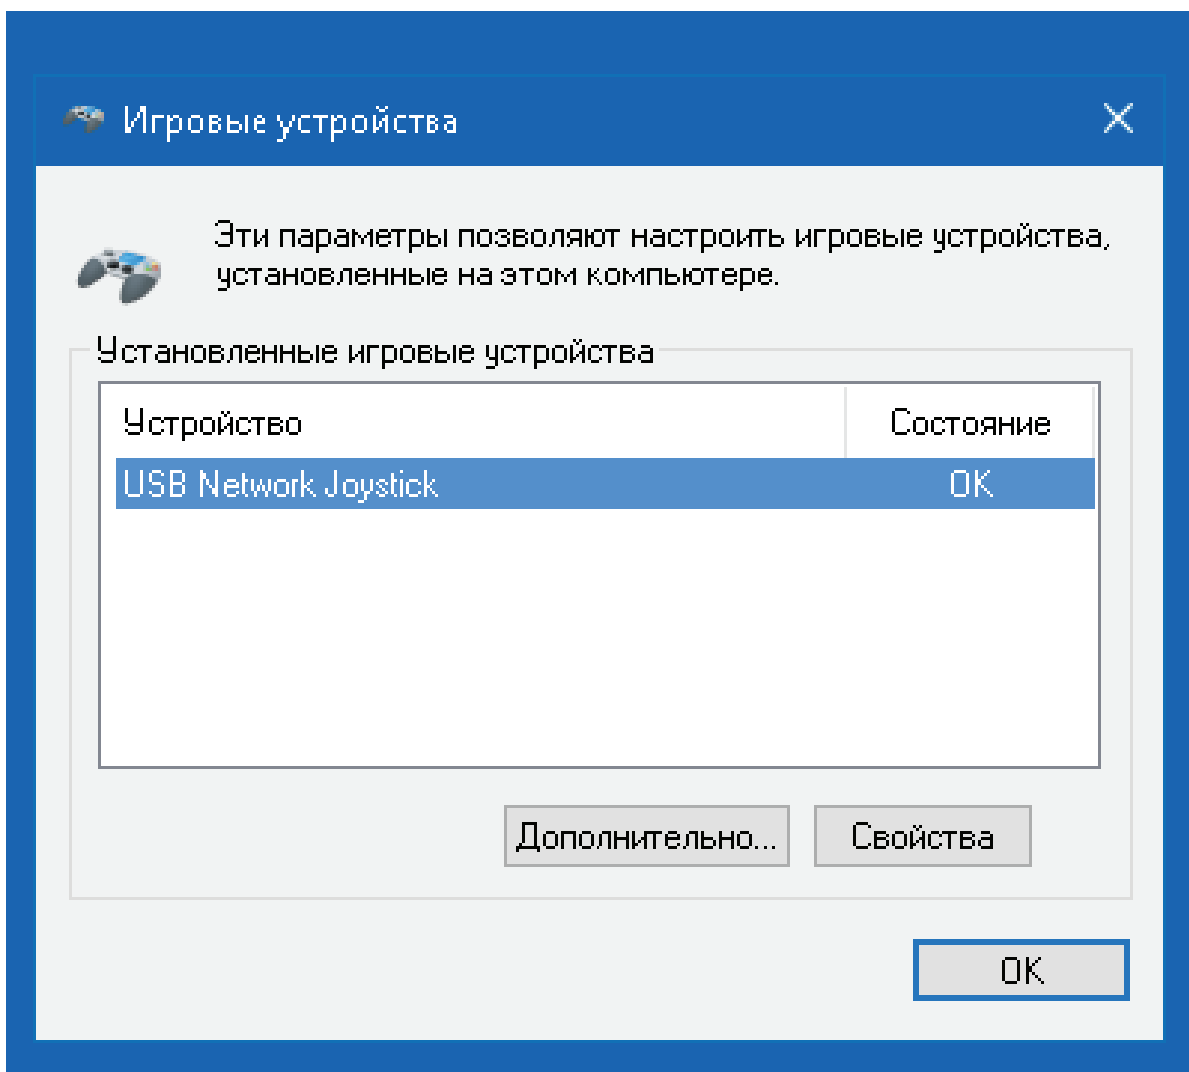 Игровые устройства
Эти параметры позволяют настроить игровые устройства,
установленные на этом компьютере.
Установленные игровые устройства
Устройство Состояние
USB Network Joystick OK
Дополнительно... Свойства
OK